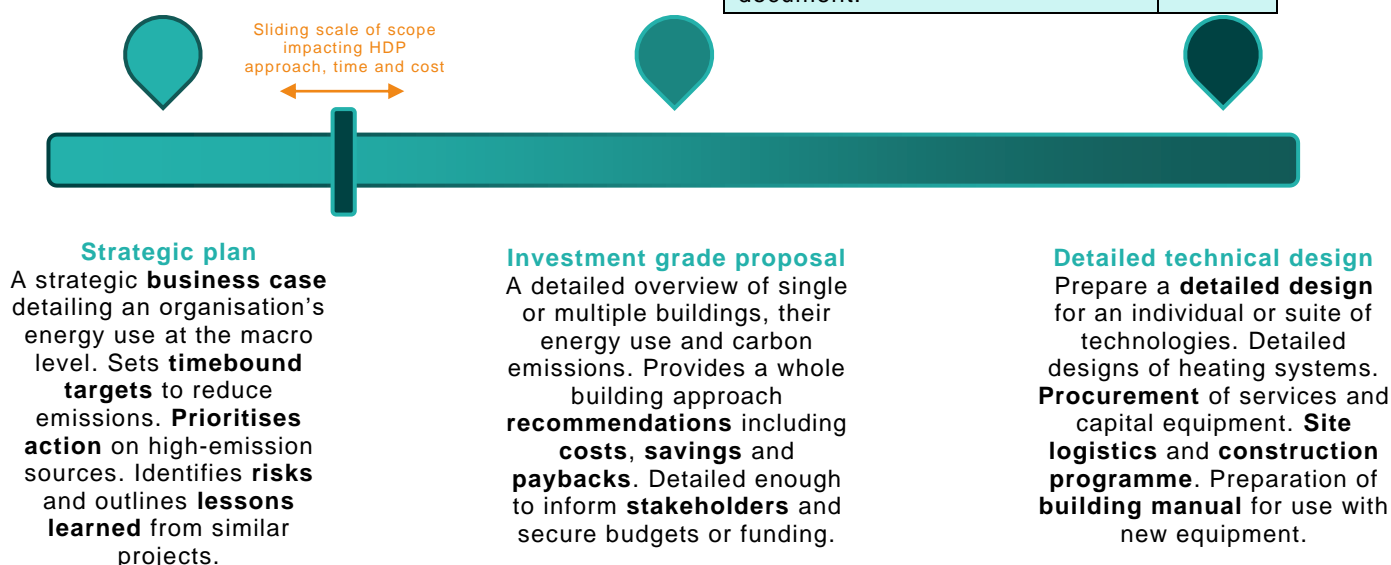 document.
Sliding scale of scope
impacting HDP
approach, time and cost
Strategic plan
A strategic business case
detailing an organisation’s
energy use at the macro
level. Sets timebound
targets to reduce
emissions. Prioritises
action on high-emission
sources. Identifies risks
and outlines lessons
learned from similar
projects.
Investment grade proposal
A detailed overview of single
or multiple buildings, their
energy use and carbon
emissions. Provides a whole
building approach
recommendations including
costs, savings and
paybacks. Detailed enough
to inform stakeholders and
secure budgets or funding.
Detailed technical design
Prepare a detailed design
for an individual or suite of
technologies. Detailed
designs of heating systems.
Procurement of services and
capital equipment. Site
logistics and construction
programme. Preparation of
building manual for use with
new equipment.